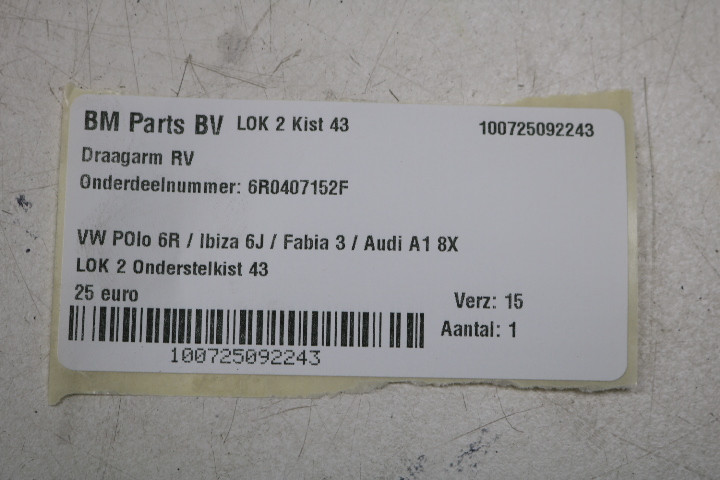 BM Parts BV LOK 2 Kist 43 100725092243
Draagarm RV
Onderdeelnummer: 6R0407152F
VW POlo 6R / Ibiza 6J / Fabia 3 / Audi A1 8X
LOK 2 Onderstelkist 43
25 euro Verz: 15
Aantal: 1
100725092243